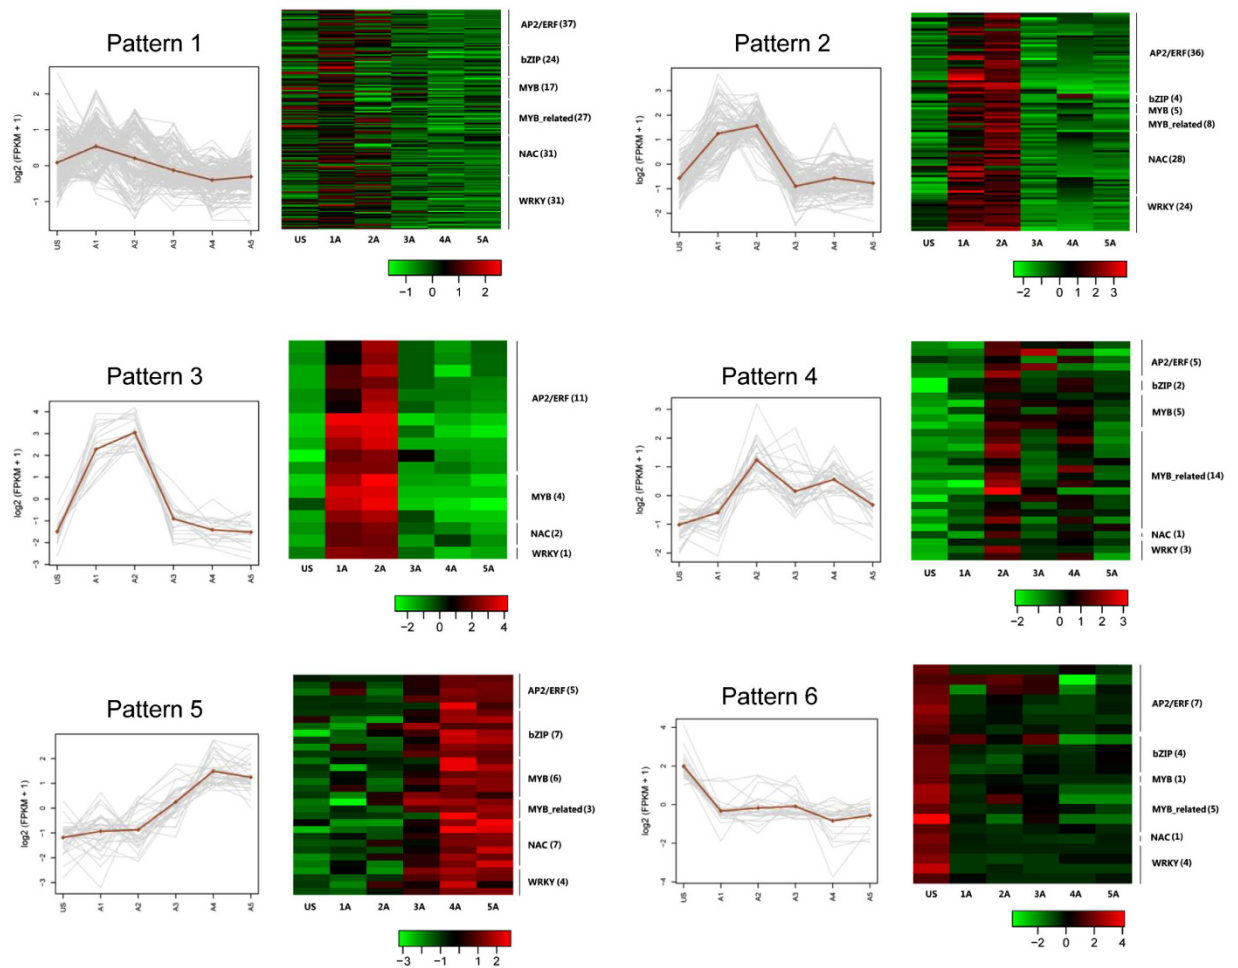 Pattern 1
log2 (FPKM + 1)
2
1
0
−1
US
A1
A2
A3
A4
A5
AP2/ERF (37)
bZIP (24)
MYB (17)
MYB_related (27)
NAC (31)
WRKY (31)
US 1A 2A 3A 4A 5A
−1 0 1 2
Pattern 2
log2 (FPKM + 1)
3
2
1
0
−1
−2
US
A1
A2
A3
A4
A5
AP2/ERF (36)
bZIP (4)
MYB (5)
MYB_related (8)
NAC (28)
WRKY (24)
US 1A 2A 3A 4A 5A
−2 0 1 2 3
Pattern 3
log2 (FPKM + 1)
4
3
2
1
0
−1
−2
−3
US
A1
A2
A3
A4
A5
AP2/ERF (11)
MYB (4)
NAC (2)
WRKY (1)
US 1A 2A 3A 4A 5A
−2 0 2 4
Pattern 4
log2 (FPKM + 1)
3
2
1
0
−1
−2
US
A1
A2
A3
A4
A5
AP2/ERF (5)
bZIP (2)
MYB (5)
MYB_related (14)
NAC (1)
WRKY (3)
US 1A 2A 3A 4A 5A
−2 0 1 2 3
Pattern 5
log2 (FPKM + 1)
2
1
0
−1
−2
−3
US
A1
A2
A3
A4
A5
AP2/ERF (5)
bZIP (7)
MYB (6)
MYB_related (3)
NAC (7)
WRKY (4)
US 1A 2A 3A 4A 5A
−3 −1 1 2
Pattern 6
log2 (FPKM + 1)
4
2
0
−2
−4
US
A1
A2
A3
A4
A5
AP2/ERF (7)
bZIP (4)
MYB (1)
MYB_related (5)
NAC (1)
WRKY (4)
US 1A 2A 3A 4A 5A
−2 0 2 4